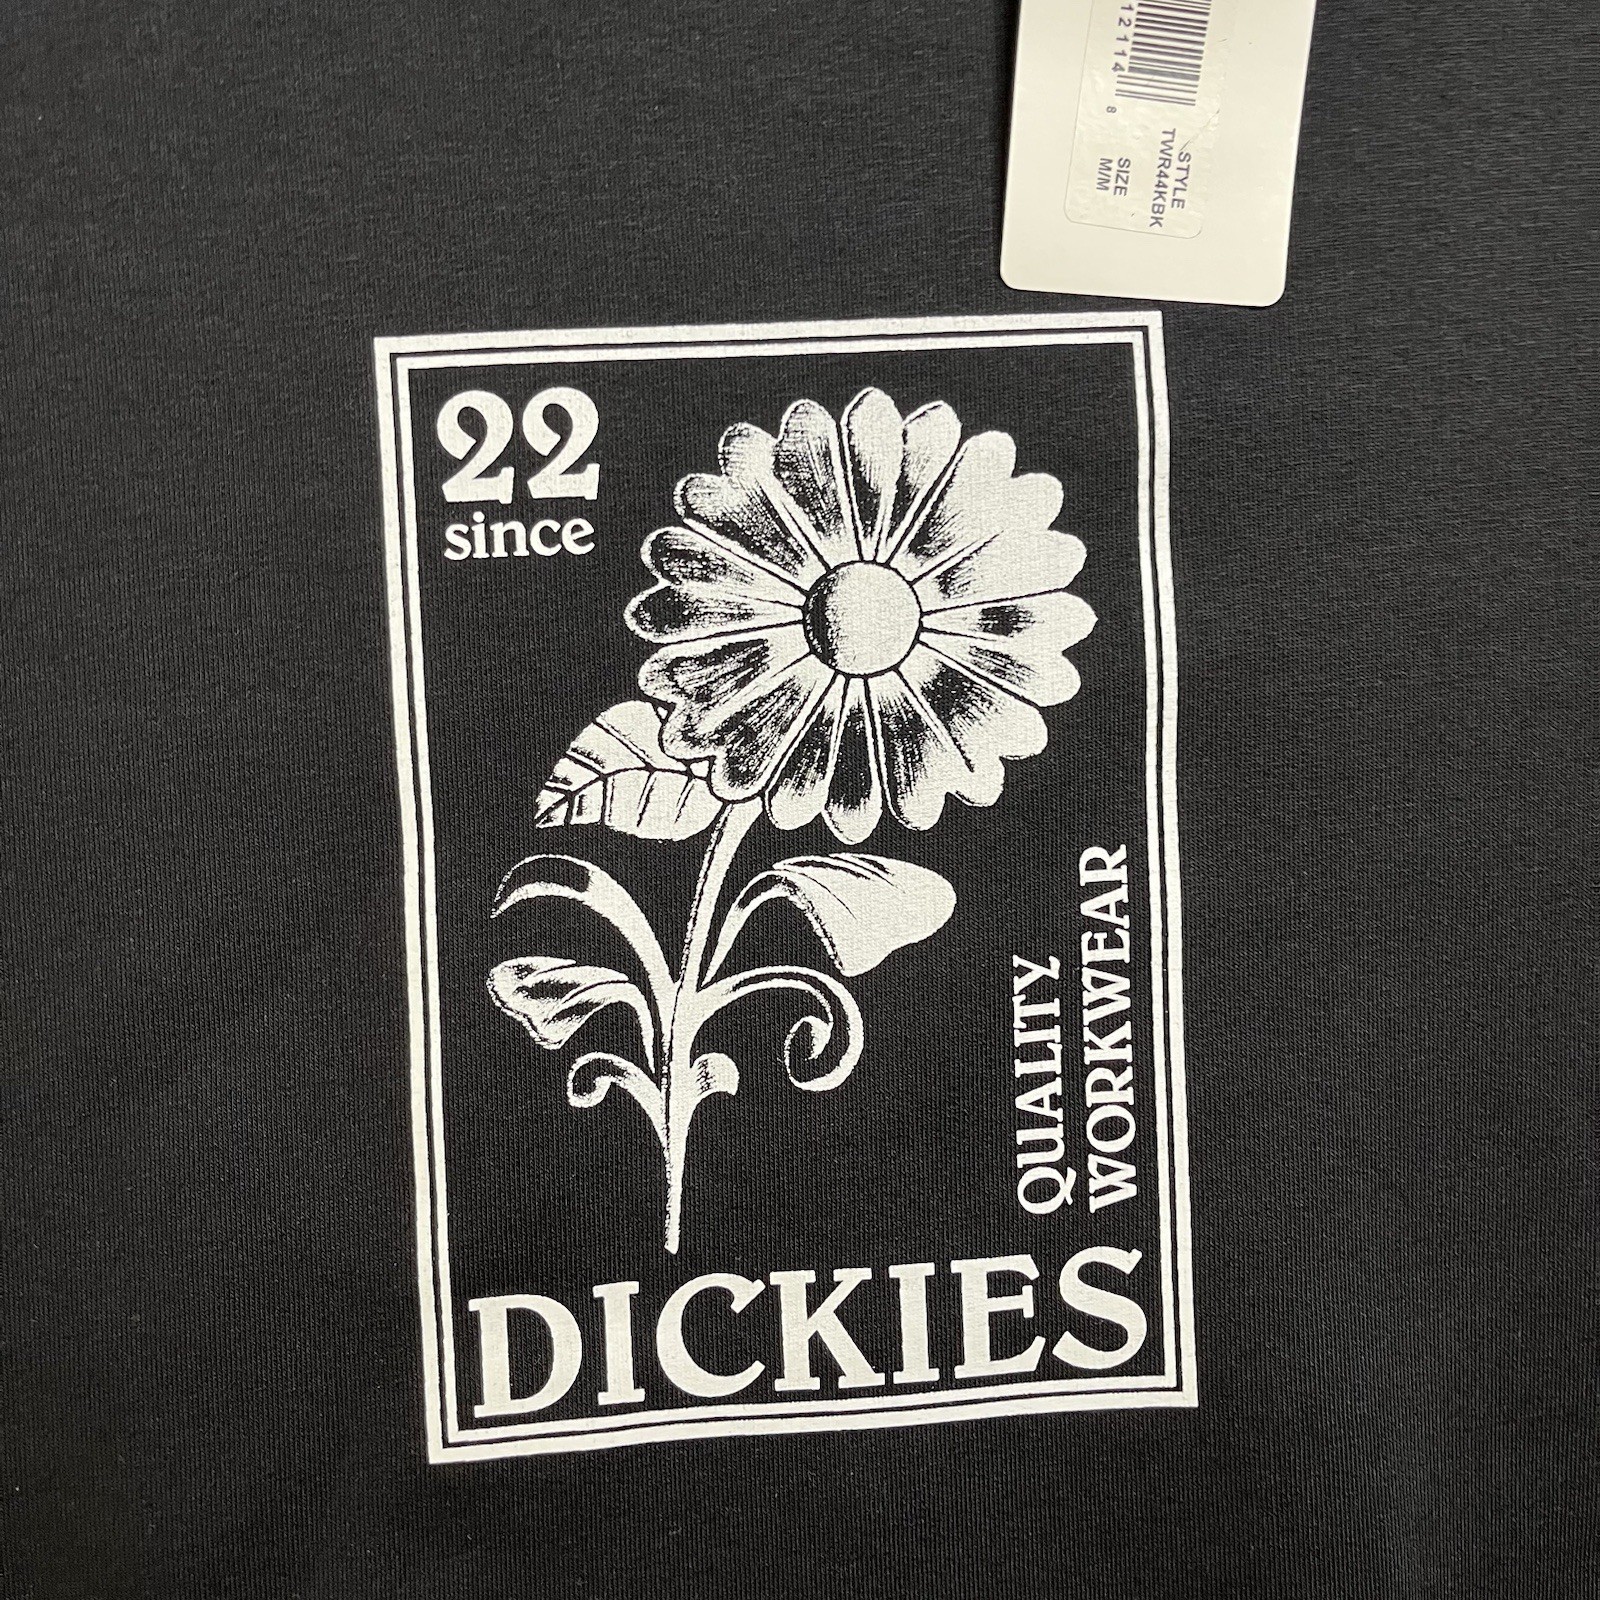 12114 8
STYLE
TWR44KBK
SIZE
M/M
22
since
QUALITY
WORKWEAR
DICKIES